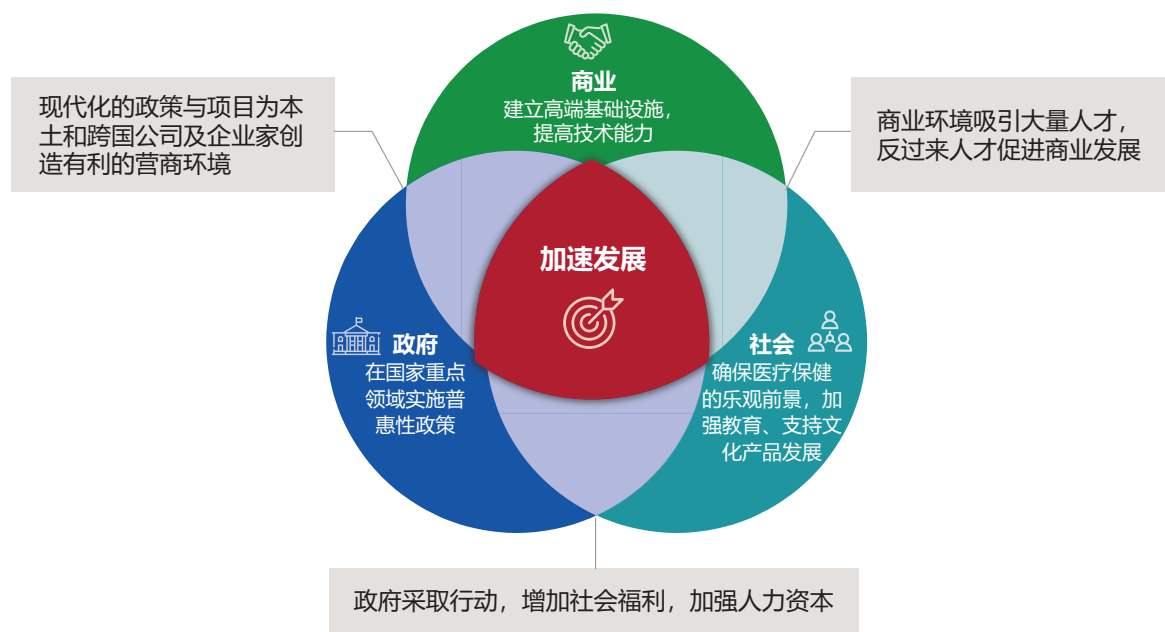 商业
建立高端基础设施，
提高技术能力
现代化的政策与项目为本
土和跨国公司及企业家创
造有利的营商环境
商业环境吸引大量人才，
反过来人才促进商业发展
加速发展
政府
在国家重点
领域实施普
惠性政策
社会
确保医疗保健
的乐观前景，加
强教育、支持文
化产品发展
政府采取行动，增加社会福利，加强人力资本